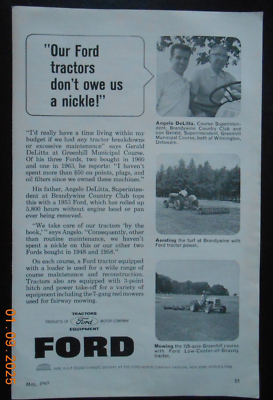 "Our Ford
tractors
don't owe us
a nickle!"
"I'd really have a time living within my
budget if we had any tractor breakdowns
or excessive maintenance" says Gerald
DeLitta at Greenhill Municipal Course.
Of his three Fords, two bought in 1960
and one in 1965, he reports: "I haven't
spent more than $50 on points, plugs, and
oil filters since we owned these machines."
His father, Angelo DeLitta, Superinten-
dent at Brandywine Country Club tops
this with a 1953 Ford, which has rolled up
5,800 hours without engine head or pan
ever being removed.
"We take care of our tractors 'by the
book,' " says Angelo. "Consequently, other
than routine maintenance, we haven't
spent a nickle on this or our other two
Fords bought in 1948 and 1958."
On each course, a Ford tractor equipped
with a loader is used for a wide range of
course maintenance and reconstruction.
Tractors also are equipped with 3-point
hitch and power takeoff for a variety of
equipment including the 7-gang reel mowers
used for fairway mowing.
TRACTORS
PRODUCTS OF Ford MOTOR COMPANY
EQUIPMENT
FORD
May, 1967
Angelo DeLitta, Course Superinten-
dent, Brandywine Country Club and
son Gerald, Superintendent, Greenhill
Municipal Course, both of Wilmington,
Delaware.
Aerating the turf at Brandywine with
Ford tractor power.
Mowing the 108-acre Greenhill course
with Ford Low-Center-of-Gravity
tractor.
01/09/2025